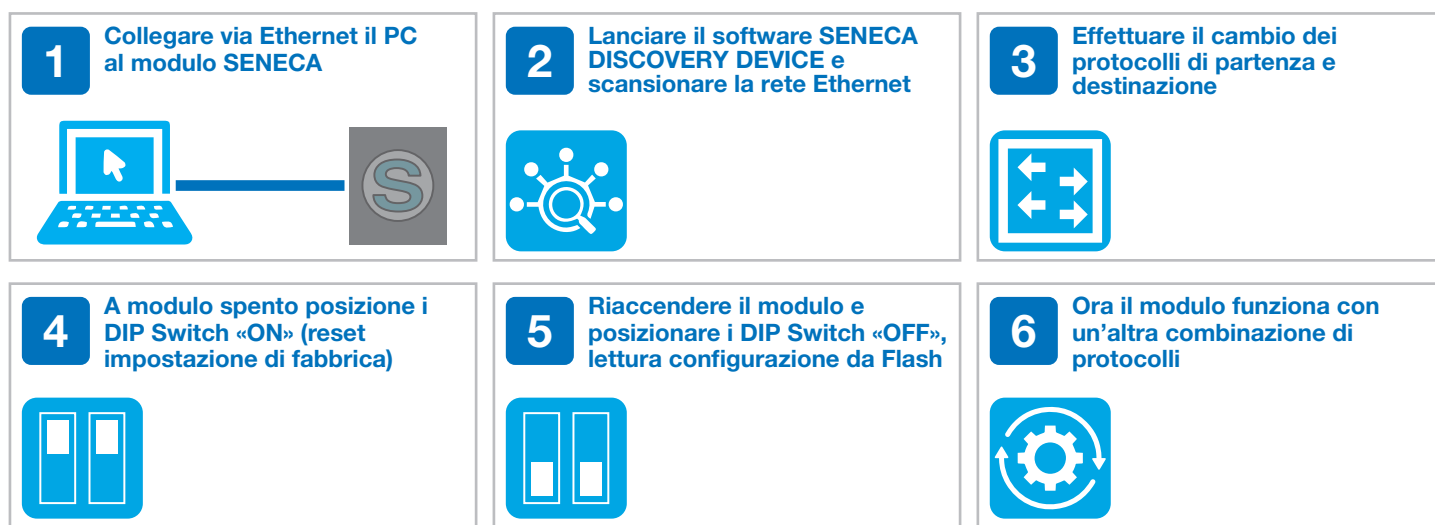 1
Collegare via Ethernet il PC
al modulo SENECA
S
2
Lanciare il software SENECA
DISCOVERY DEVICE e
scansionare la rete Ethernet
3
Effettuare il cambio dei
protocolli di partenza e
destinazione
4
A modulo spento posizione i
DIP Switch «ON» (reset
impostazione di fabbrica)
5
Riaccendere il modulo e
posizionare i DIP Switch «OFF»,
lettura configurazione da Flash
6
Ora il modulo funziona con
un’altra combinazione di
protocolli